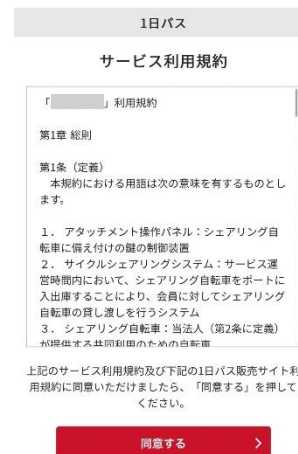 1日パス
サービス利用規約
「 」利用規約
第1章 総則
第1条（定義）
本規約における用語は次の意味を有するものとし
ます。
１． アタッチメント操作パネル：シェアリング自
転車に備え付けの鍵の制御装置
２． サイクルシェアリングシステム：サービス運
営時間内において、シェアリング自転車をポートに
入出庫することにより、会員に対してシェアリング
自転車の貸し渡しを行うシステム
３． シェアリング自転車：当法人（第2条に定義）
が提供する共同利用のための自転車
上記のサービス利用規約及び下記の1日パス販売サイト利
用規約に同意いただけましたら、「同意する」を押して
ください。
同意する